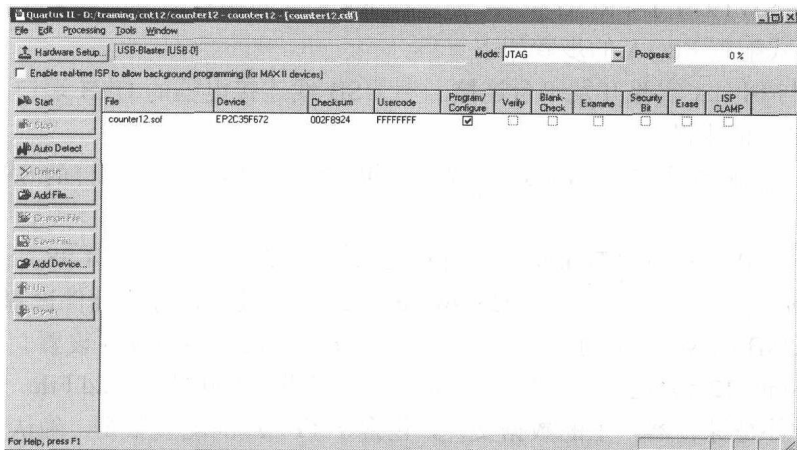 Quartus II - D:/training/cnt12/counter12 - counter12 - [counter12.cdf]
File Edit Processing Tools Window
Hardware Setup... USB-Blaster [USB-0] Mode: JTAG Progress: 0 %
Enable real-time ISP to allow background programming (for MAX II devices)
Start
Stop
Auto Detect
Delete
Add File...
Change File...
Save File...
Add Device...
Up
Down
File Device Checksum Usercode Program/ Configure Verify Blank- Check Examine Security Bit Erase ISP CLAMP
counter12.sof EP2C35F672 002F8924 FFFFFFFF
For Help, press F1